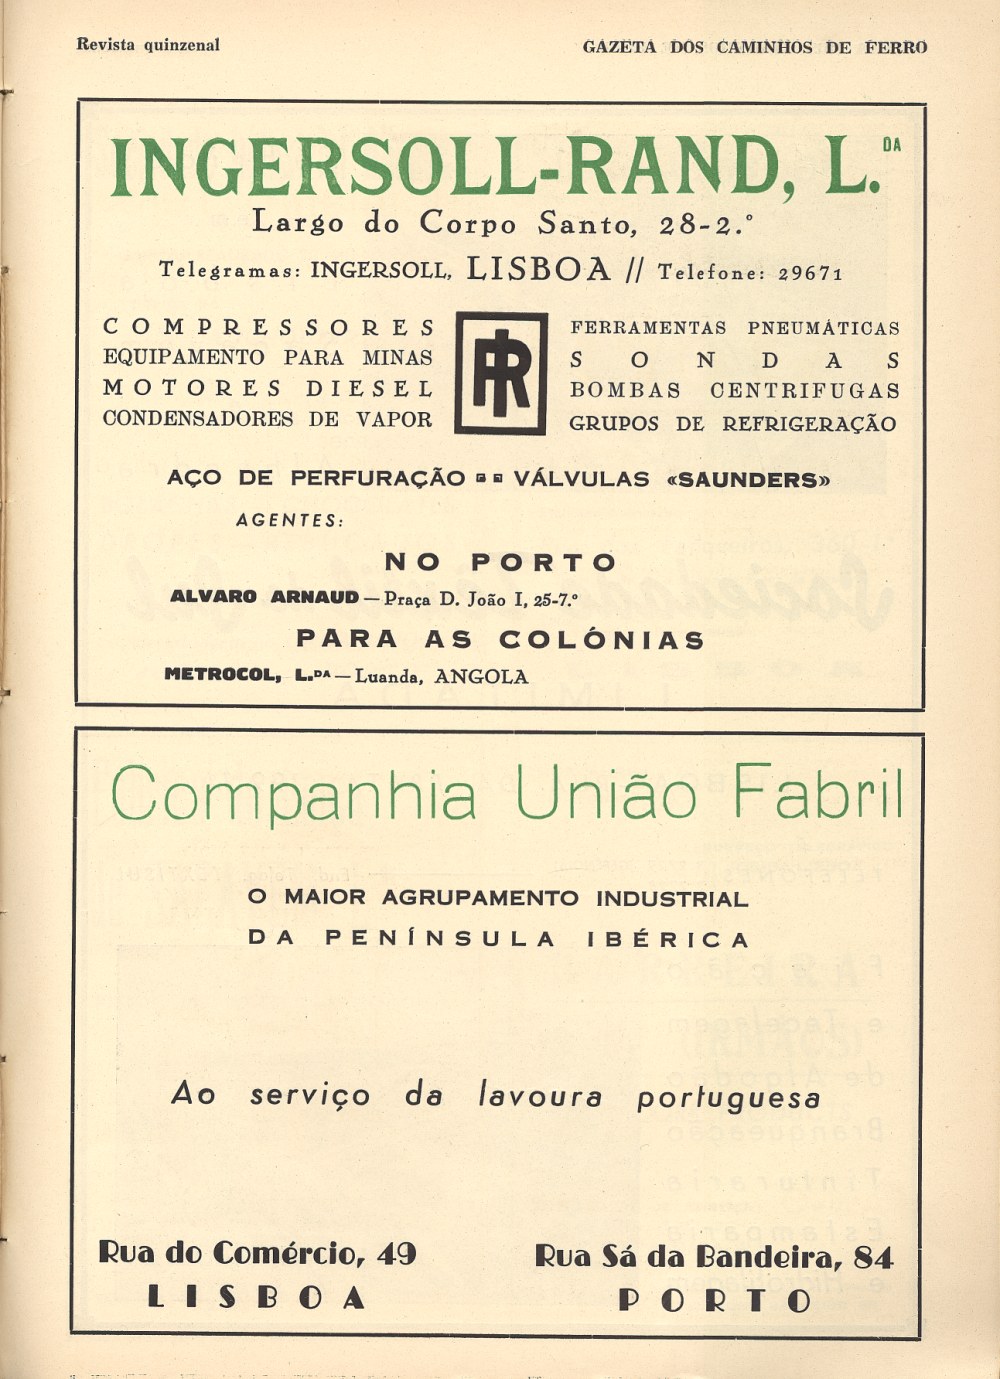 Revista quinzenal
GAZETA DOS CAMINHOS DE FERRO
INGERSOLL-RAND, L.DA
Largo do Corpo Santo, 28-2.º
Telegramas: INGERSOLL, LISBOA // Telefone: 29671
COMPRESSORES
EQUIPAMENTO PARA MINAS
MOTORES DIESEL
CONDENSADORES DE VAPOR
IR
FERRAMENTAS PNEUMÁTICAS
SONDAS
BOMBAS CENTRIFUGAS
GRUPOS DE REFRIGERAÇÃO
AÇO DE PERFURAÇÃO VÁLVULAS «SAUNDERS»
AGENTES:
NO PORTO
ALVARO ARNAUD — Praça D. João I, 25-7.º
PARA AS COLÓNIAS
METROCOL, L.DA — Luanda, ANGOLA
Companhia União Fabril
O MAIOR AGRUPAMENTO INDUSTRIAL
DA PENÍNSULA IBÉRICA
Ao serviço da lavoura portuguesa
Rua do Comércio, 49
LISBOA
Rua Sá da Bandeira, 84
PORTO